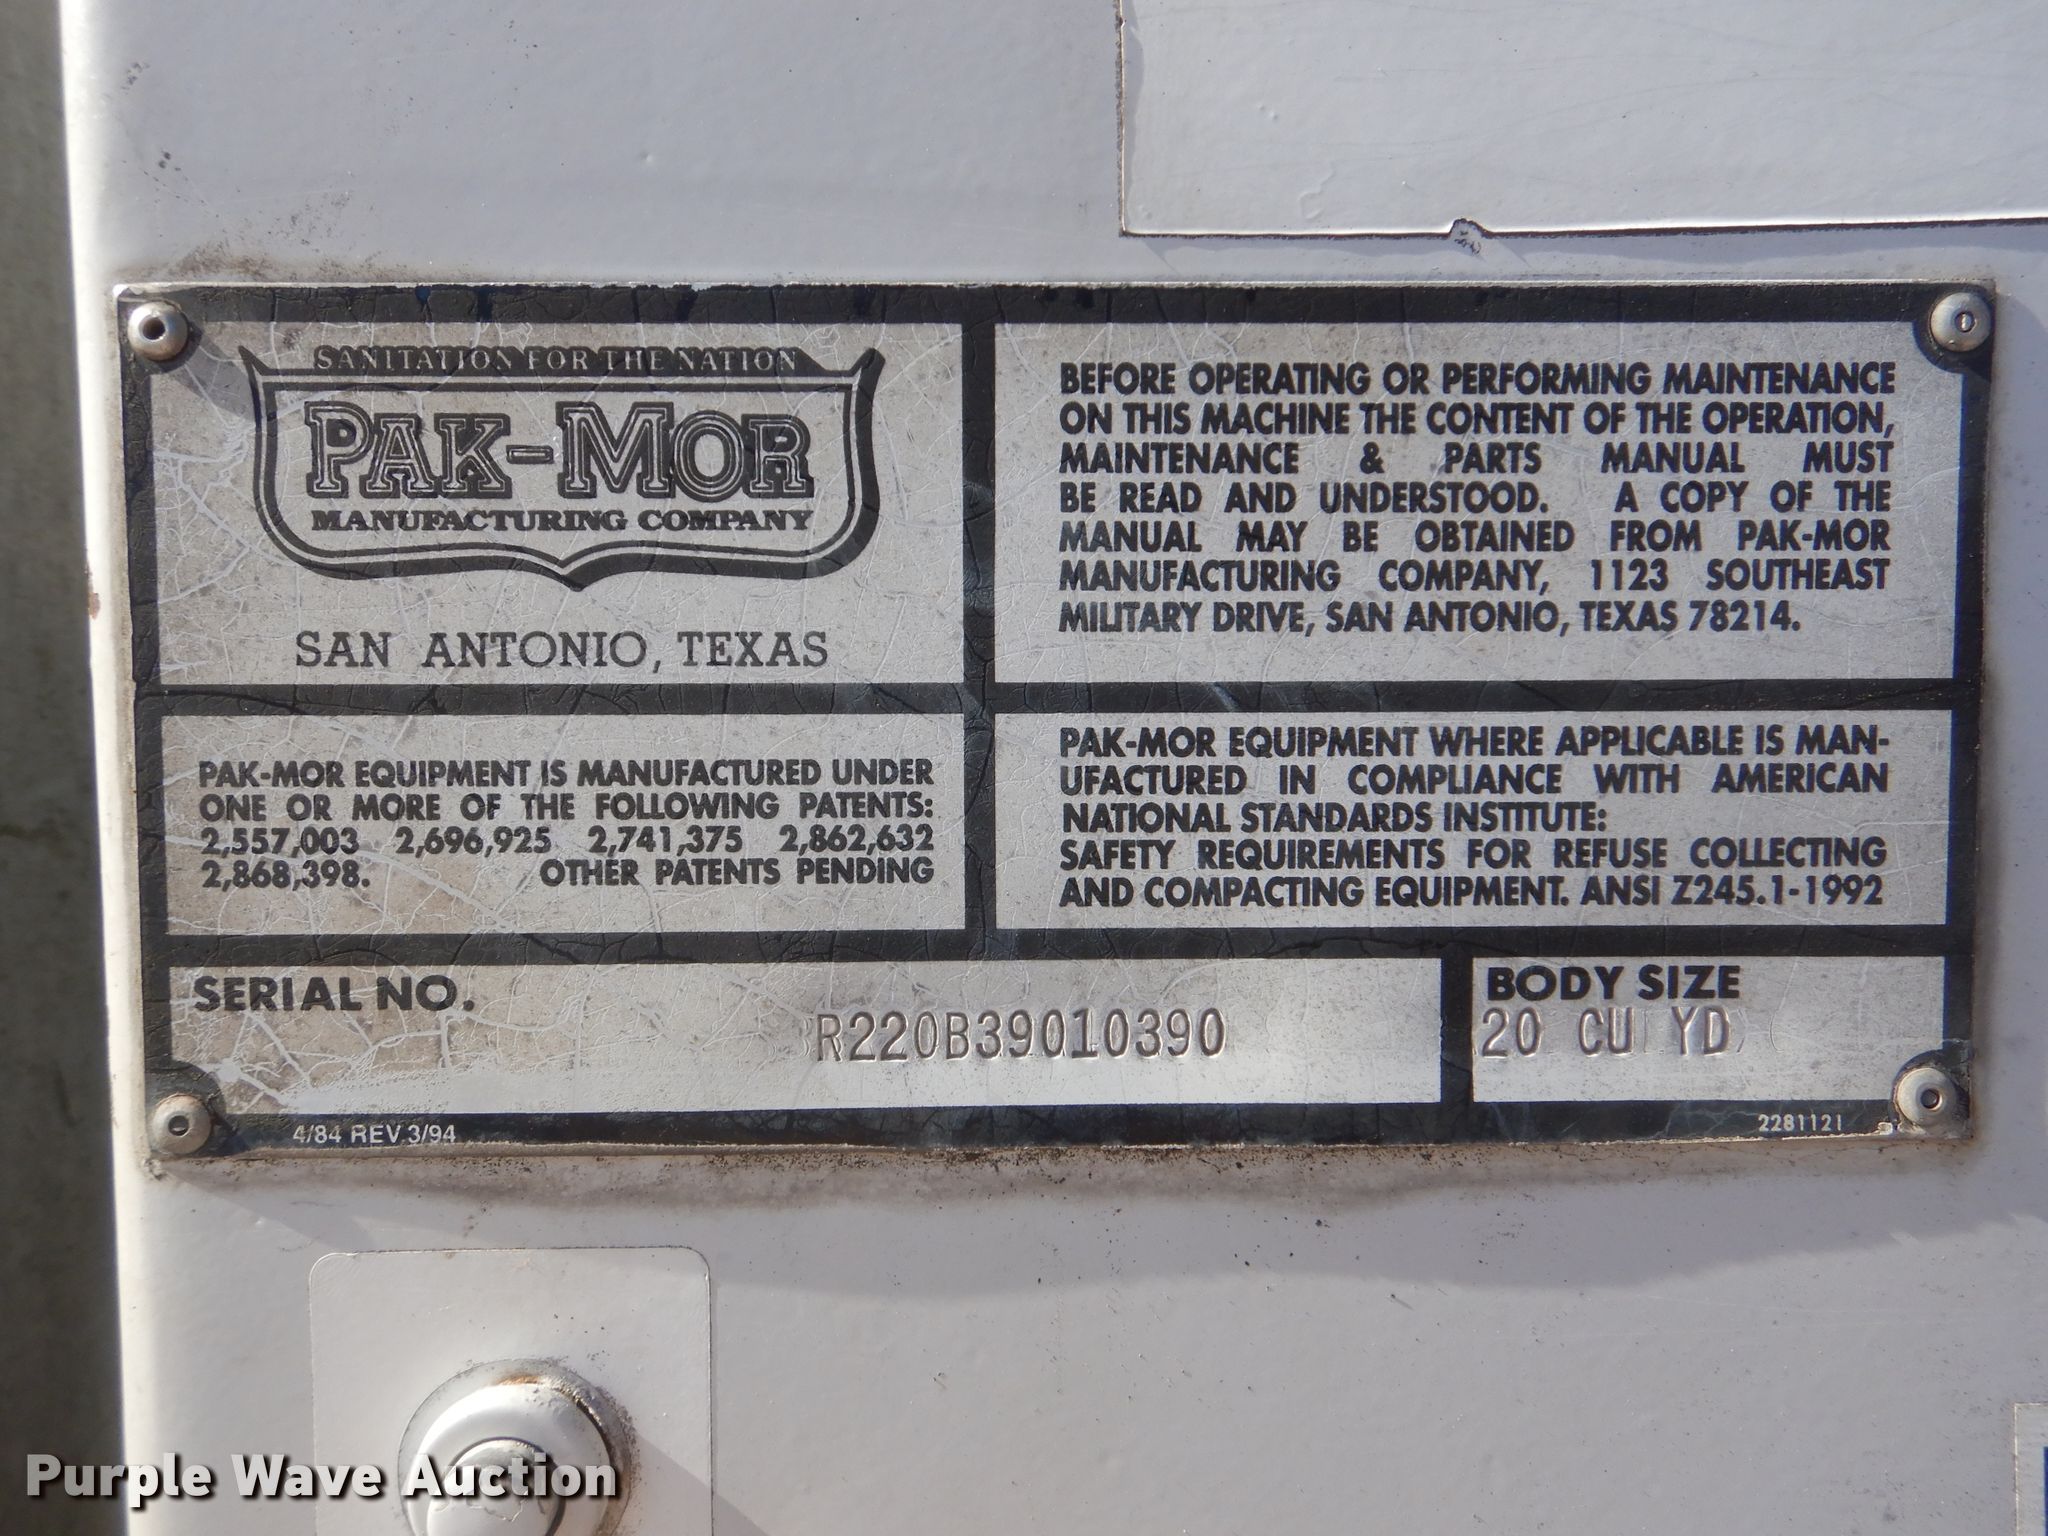 SANITATION FOR THE NATION
PAK-MOR
MANUFACTURING COMPANY
SAN ANTONIO, TEXAS
BEFORE OPERATING OR PERFORMING MAINTENANCE
ON THIS MACHINE THE CONTENT OF THE OPERATION,
MAINTENANCE & PARTS MANUAL MUST
BE READ AND UNDERSTOOD. A COPY OF THE
MANUAL MAY BE OBTAINED FROM PAK-MOR
MANUFACTURING COMPANY, 1123 SOUTHEAST
MILITARY DRIVE, SAN ANTONIO, TEXAS 78214.
PAK-MOR EQUIPMENT IS MANUFACTURED UNDER
ONE OR MORE OF THE FOLLOWING PATENTS:
2,557,003 2,696,925 2,741,375 2,862,632
2,868,398. OTHER PATENTS PENDING
PAK-MOR EQUIPMENT WHERE APPLICABLE IS MAN-
UFACTURED IN COMPLIANCE WITH AMERICAN
NATIONAL STANDARDS INSTITUTE:
SAFETY REQUIREMENTS FOR REFUSE COLLECTING
AND COMPACTING EQUIPMENT. ANSI Z245.1-1992
SERIAL NO.
R220B39010390
BODY SIZE
20 CU YD
4/84 REV 3/94
2281121
Purple Wave Auction